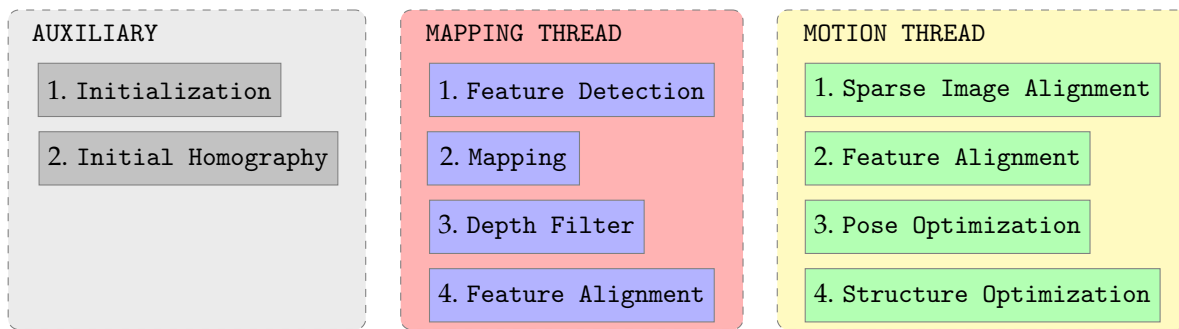 AUXILIARY
1. Initialization
2. Initial Homography
MAPPING THREAD
1. Feature Detection
2. Mapping
3. Depth Filter
4. Feature Alignment
MOTION THREAD
1. Sparse Image Alignment
2. Feature Alignment
3. Pose Optimization
4. Structure Optimization